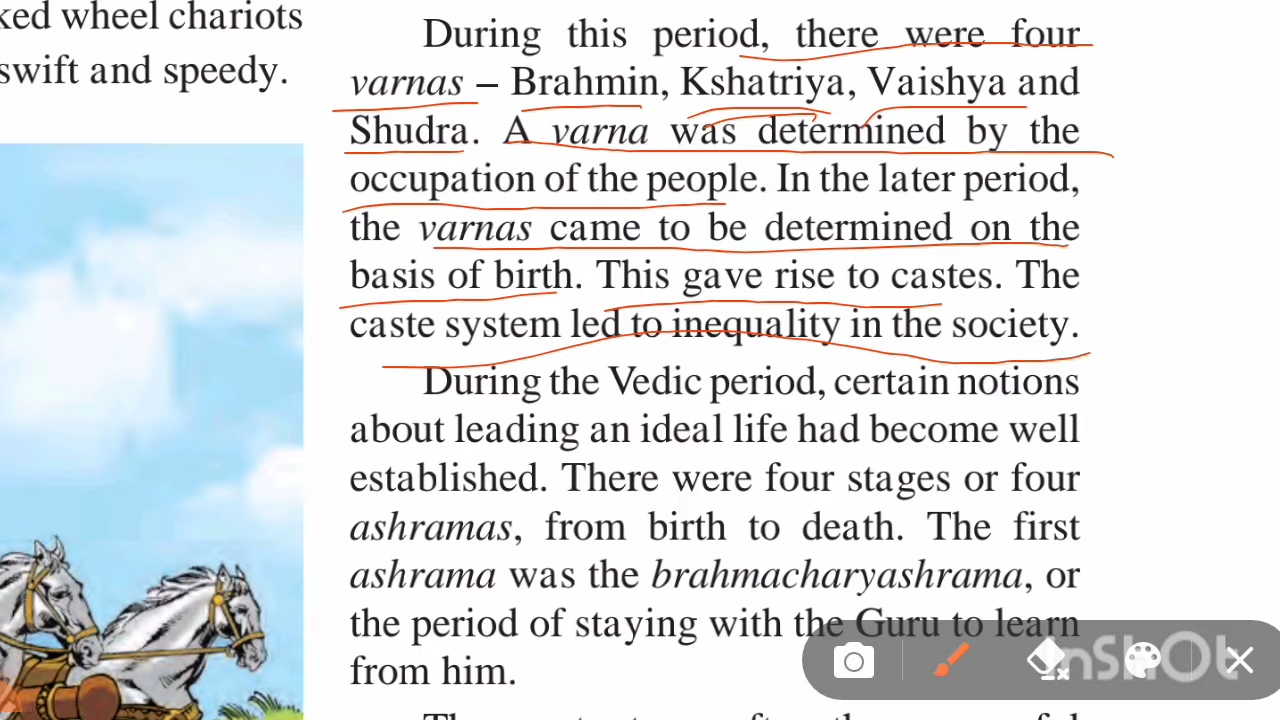 ked wheel chariots
swift and speedy.
During this period, there were four
varnas – Brahmin, Kshatriya, Vaishya and
Shudra. A varna was determined by the
occupation of the people. In the later period,
the varnas came to be determined on the
basis of birth. This gave rise to castes. The
caste system led to inequality in the society.
During the Vedic period, certain notions
about leading an ideal life had become well
established. There were four stages or four
ashramas, from birth to death. The first
ashrama was the brahmacharyashrama, or
the period of staying with the Guru to learn
from him.
InShOt